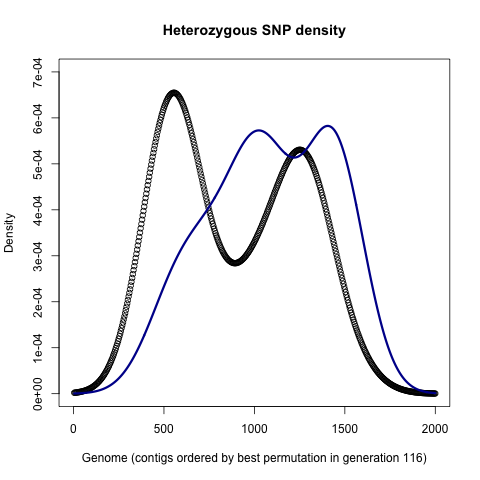 Heterozygous SNP density
Density
7e-04
6e-04
5e-04
4e-04
3e-04
2e-04
1e-04
0e+00
0 500 1000 1500 2000
Genome (contigs ordered by best permutation in generation 116)